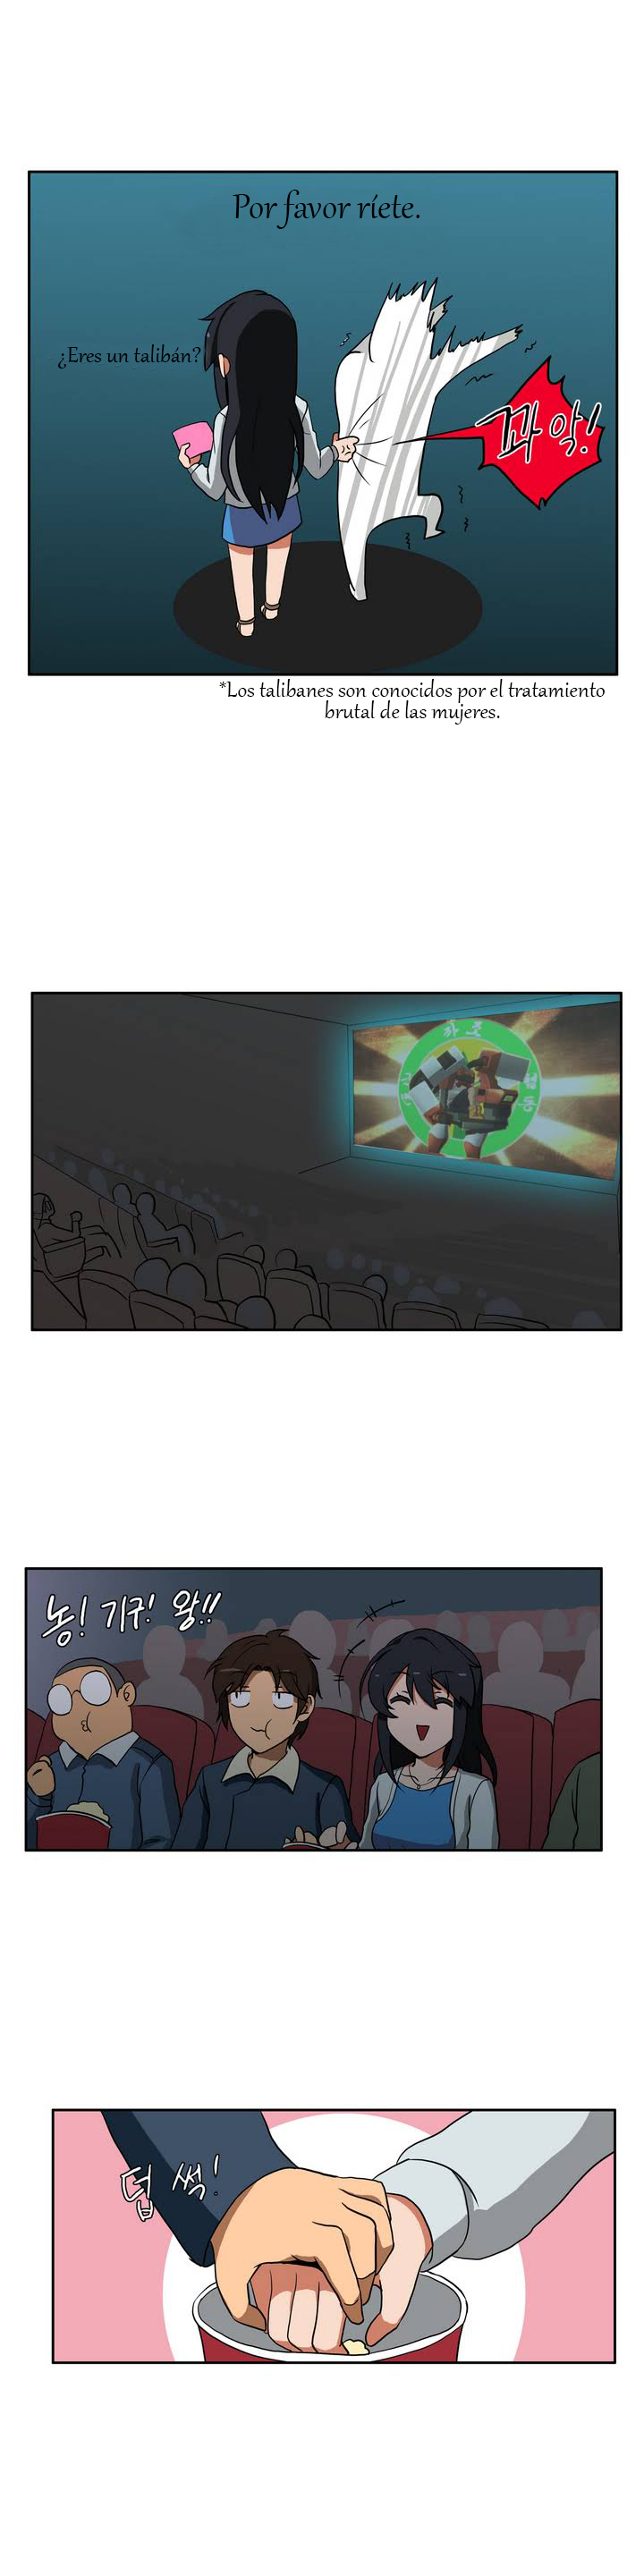 Por favor ríete.
¿Eres un talibán?
꽈악!
*Los talibanes son conocidos por el tratamiento
brutal de las mujeres.
농! 기구! 왕!!
덥썩!